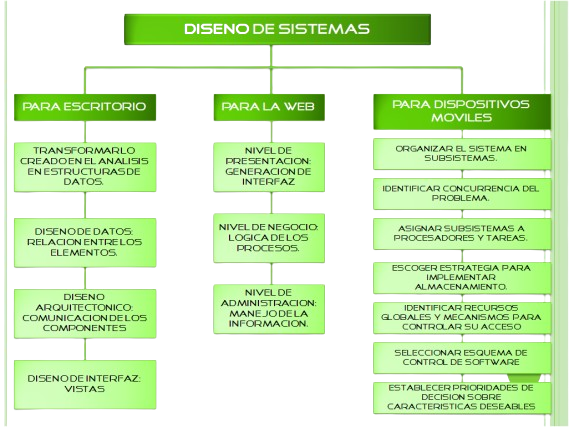 DISENO DE SISTEMAS
PARA ESCRITORIO
TRANSFORMAR LO
CREADO EN EL ANALISIS
EN ESTRUCTURAS DE
DATOS.
DISENO DE DATOS:
RELACION ENTRE LOS
ELEMENTOS.
DISENO
ARQUITECTONICO:
COMUNICACION DE LOS
COMPONENTES
DISENO DE INTERFAZ:
VISTAS
PARA LA WEB
NIVEL DE
PRESENTACION:
GENERACION DE
INTERFAZ
NIVEL DE NEGOCIO:
LOGICA DE LOS
PROCESOS.
NIVEL DE
ADMINISTRACION:
MANEJO DE LA
INFORMACION.
PARA DISPOSITIVOS
MOVILES
ORGANIZAR EL SISTEMA EN
SUBSISTEMAS.
IDENTIFICAR CONCURRENCIA DEL
PROBLEMA.
ASIGNAR SUBSISTEMAS A
PROCESADORES Y TAREAS.
ESCOGER ESTRATEGIA PARA
IMPLEMENTAR
ALMACENAMIENTO.
IDENTIFICAR RECURSOS
GLOBALES Y MECANISMOS PARA
CONTROLAR SU ACCESO
SELECCIONAR ESQUEMA DE
CONTROL DE SOFTWARE
ESTABLECER PRIORIDADES DE
DECISION SOBRE
CARACTERISTICAS DESEABLES